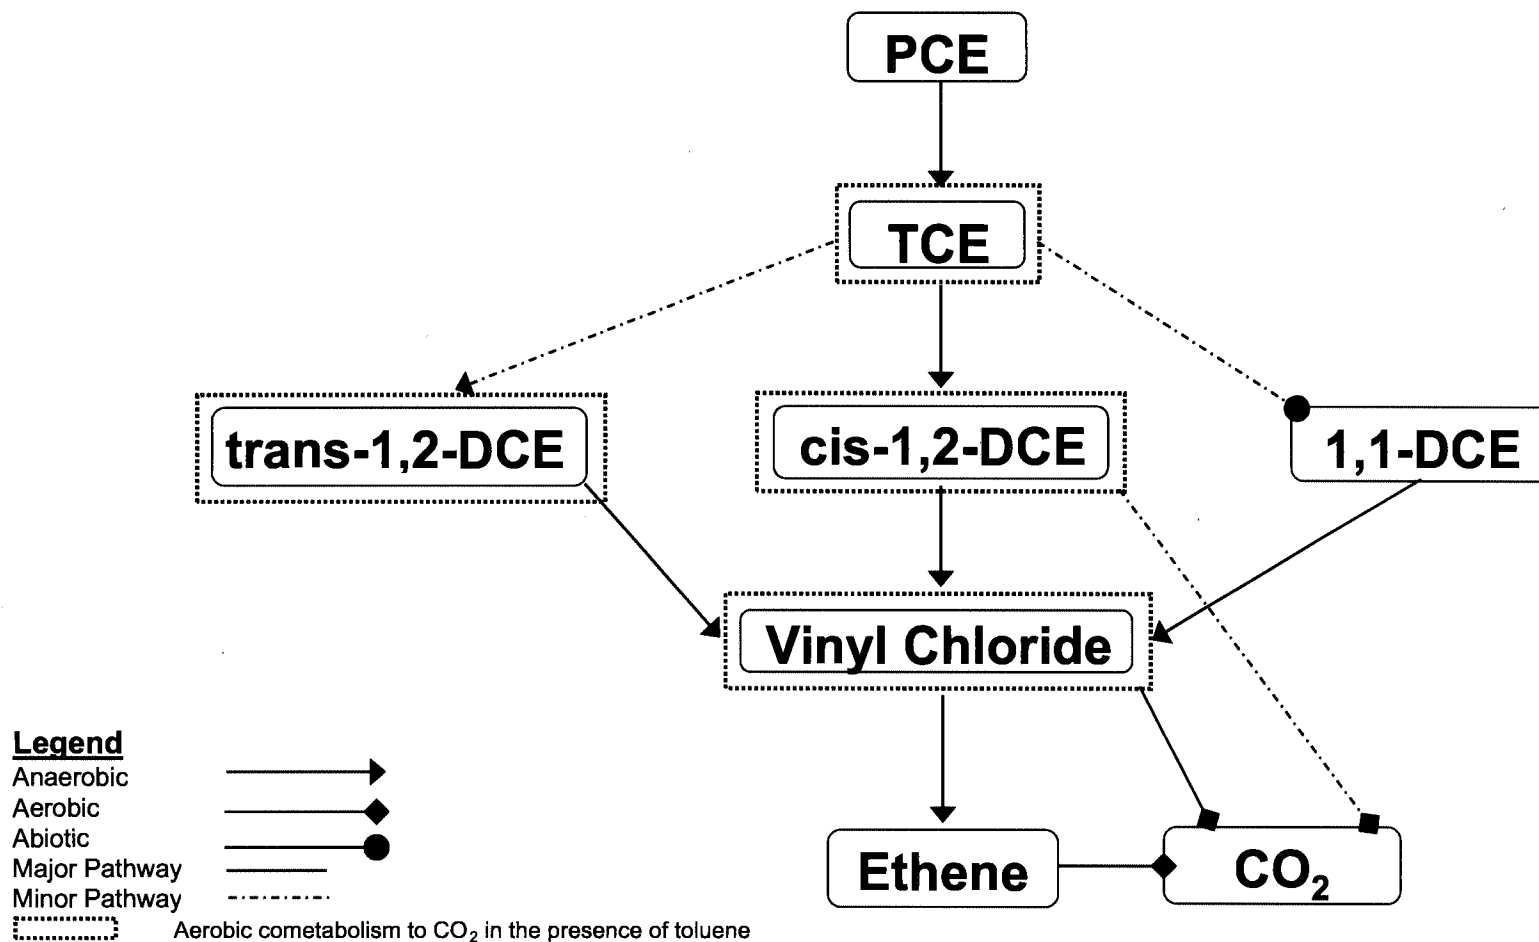 PCE
TCE
trans-1,2-DCE
cis-1,2-DCE
1,1-DCE
Vinyl Chloride
Ethene
CO₂
Legend
Anaerobic
Aerobic
Abiotic
Major Pathway
Minor Pathway
Aerobic cometabolism to CO₂ in the presence of toluene